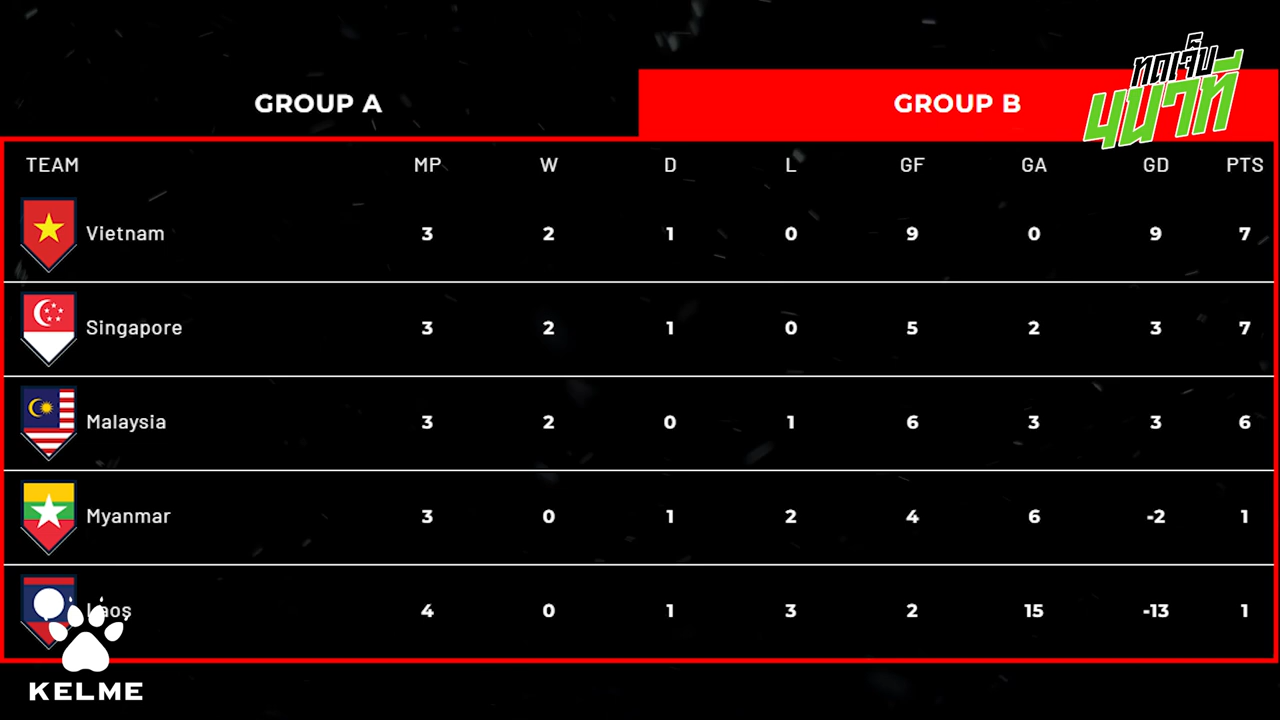 ทดเจ็บ
4นาที
GROUP A GROUP B
TEAM MP W D L GF GA GD PTS
Vietnam 3 2 1 0 9 0 9 7
Singapore 3 2 1 0 5 2 3 7
Malaysia 3 2 0 1 6 3 3 6
Myanmar 3 0 1 2 4 6 -2 1
Laos 4 0 1 3 2 15 -13 1
KELME